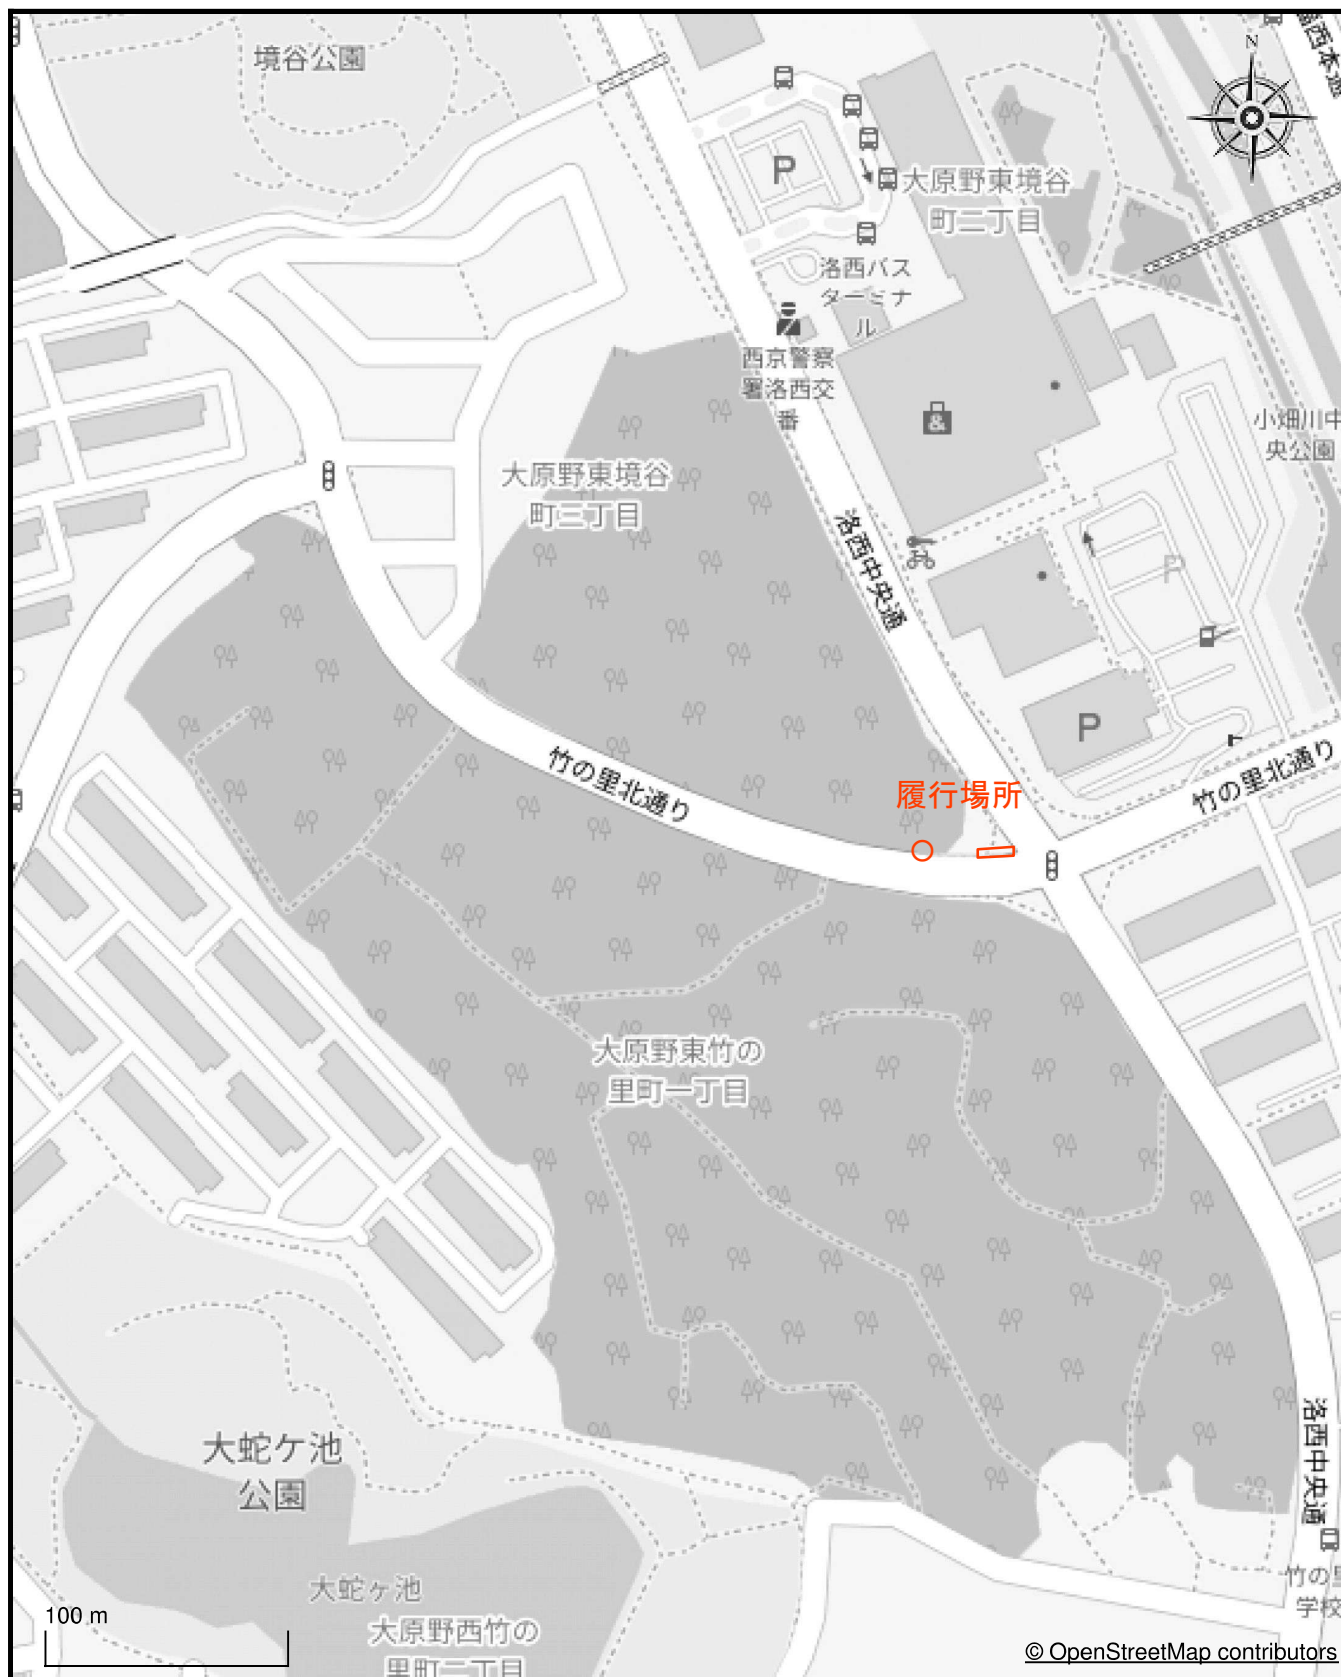 境谷公園
N
P
大原野東境谷
町二丁目
洛西バス
ターミナ
ル
西京警察
署洛西交
番
&
小畑川中
央公園
大原野東境谷
町三丁目
洛西中央通
P
P
竹の里北通り
竹の里北通り
履行場所
大原野東竹の
里町一丁目
洛西中央通
大蛇ケ池
公園
大蛇ヶ池
大原野西竹の
里町二丁目
竹の里
学校
100 m
© OpenStreetMap contributors